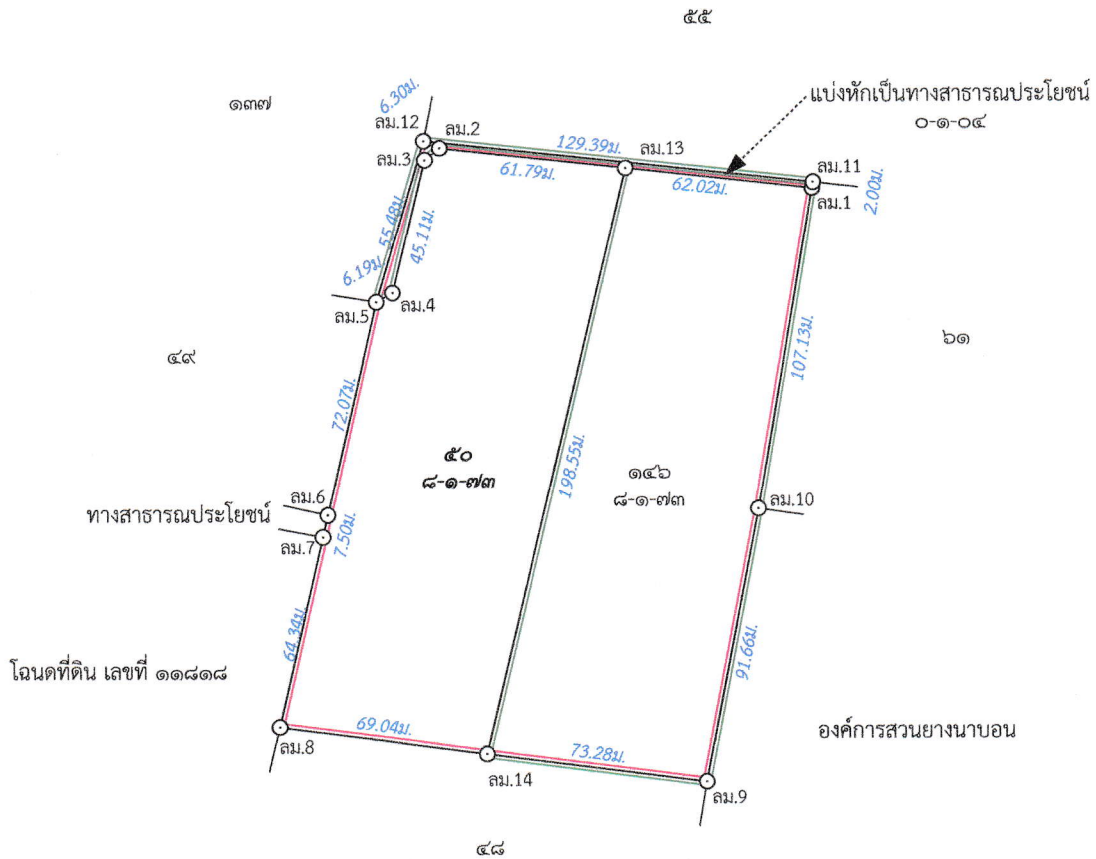 ๕๕
๑๓๗
6.30ม.
แบ่งหักเป็นทางสาธารณประโยชน์
๐-๑-๐๔
ลม.12
ลม.2
129.39ม.
ลม.13
ลม.3
61.79ม.
62.02ม.
ลม.11
ลม.1
2.00ม.
55.48ม.
45.11ม.
6.19ม.
ลม.4
ลม.5
๔๙
107.13ม.
๖๑
72.07ม.
๕๐
๘-๑-๗๓
198.55ม.
๑๔๖
๘-๑-๗๓
ลม.6
ทางสาธารณประโยชน์
ลม.10
7.50ม.
ลม.7
64.34ม.
91.66ม.
โฉนดที่ดิน เลขที่ ๑๑๘๑๘
69.04ม.
องค์การสวนยางนาบอน
ลม.8
73.28ม.
ลม.14
ลม.9
๔๘